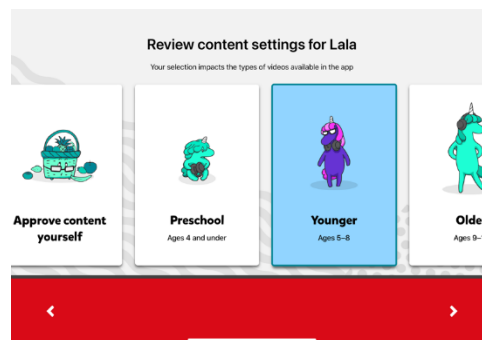 Review content settings for Lala
Your selection impacts the types of videos available in the app
Approve content
yourself
Preschool
Ages 4 and under
Younger
Ages 5–8
Olde
Ages 9–